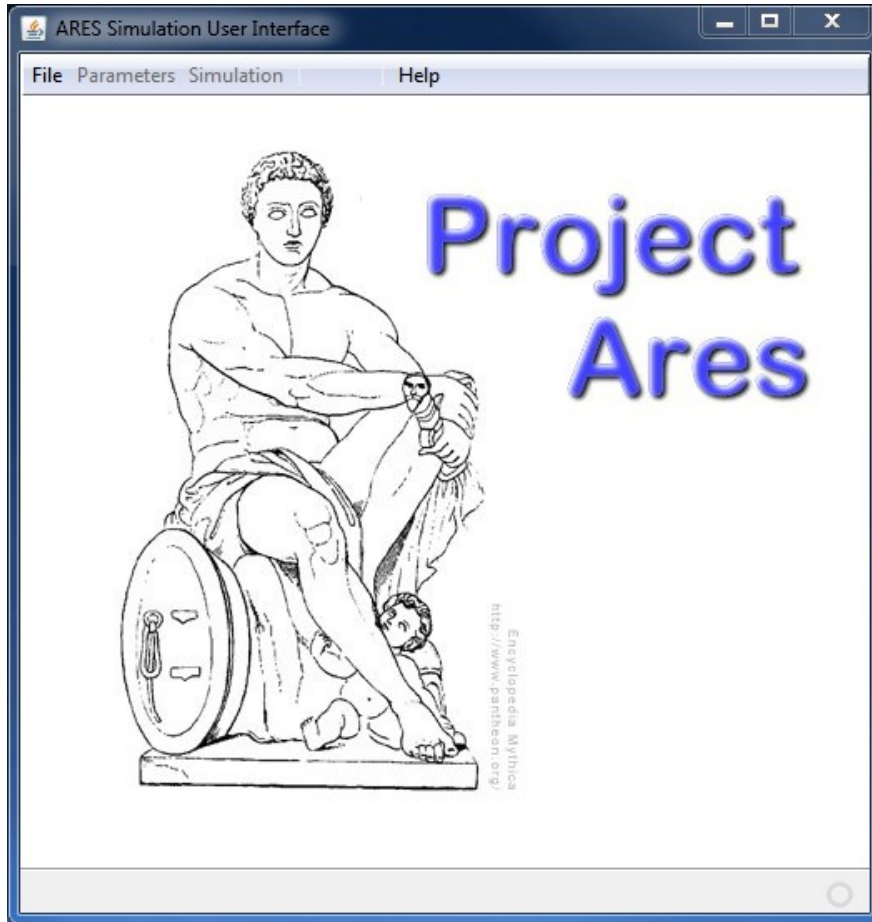 ARES Simulation User Interface
File Parameters Simulation Help
Project
Ares
Encyclopedia Mythica
http://www.pantheon.org/